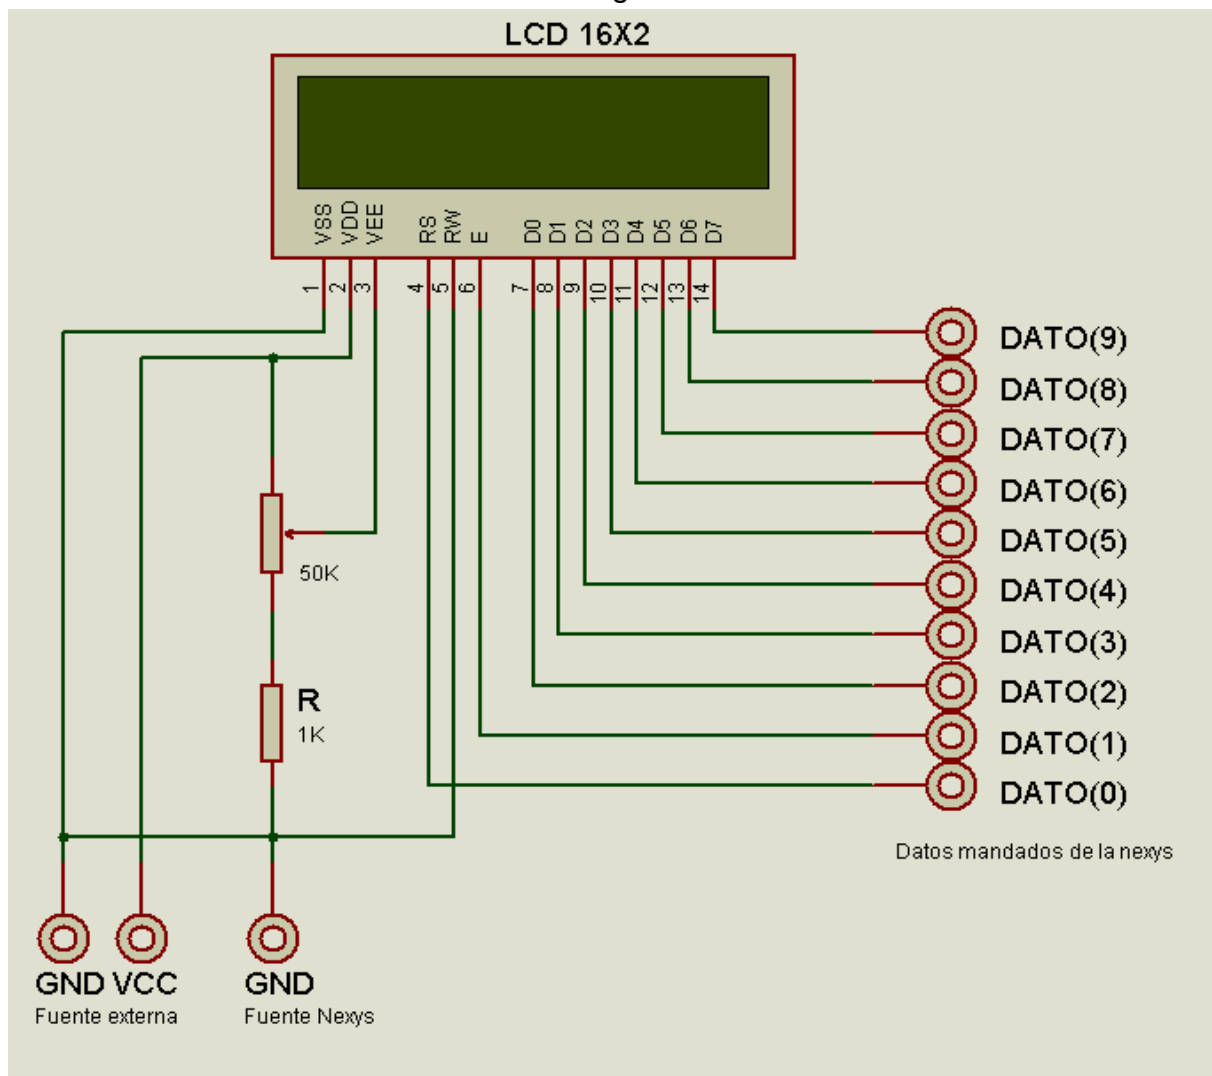 LCD 16X2
VSS
VDD
VEE
RS
RW
E
D0
D1
D2
D3
D4
D5
D6
D7
1
2
3
4
5
6
7
8
9
10
11
12
13
14
DATO(9)
DATO(8)
DATO(7)
DATO(6)
DATO(5)
DATO(4)
DATO(3)
DATO(2)
DATO(1)
DATO(0)
50K
R
1K
Datos mandados de la nexys
GND VCC
GND
Fuente externa
Fuente Nexys